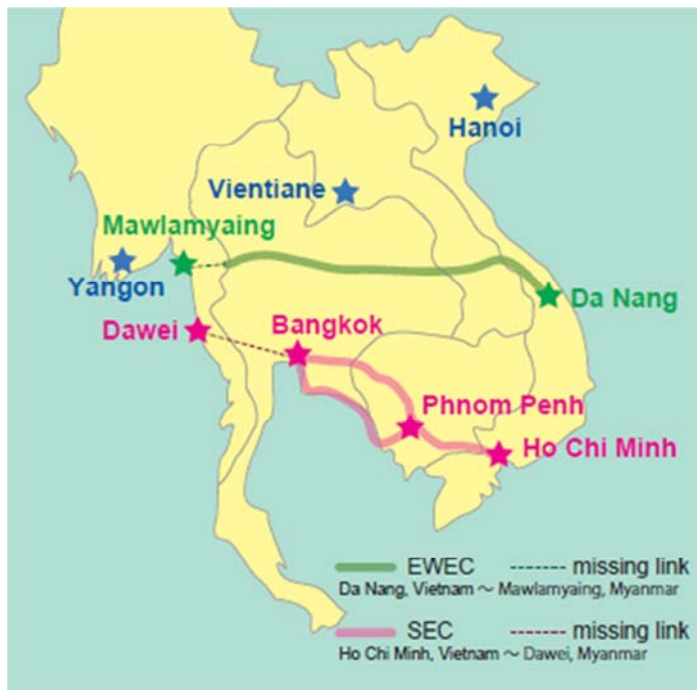 Hanoi
Vientiane
Mawlamyaing
Yangon
Da Nang
Dawei
Bangkok
Phnom Penh
Ho Chi Minh
EWEC ------- missing link
Da Nang, Vietnam ～ Mawlamyaing, Myanmar
SEC ------- missing link
Ho Chi Minh, Vietnam ～ Dawei, Myanmar